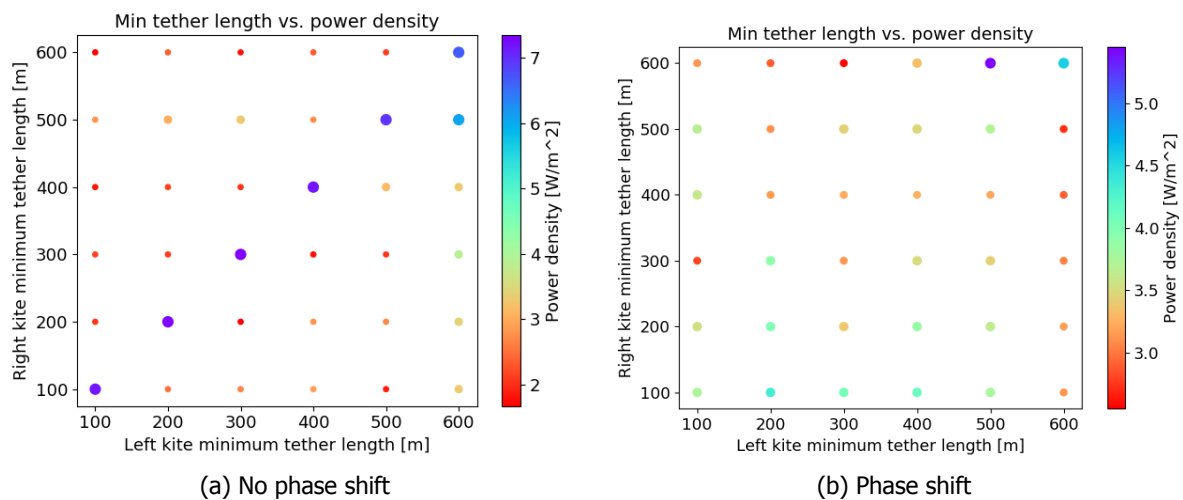 Min tether length vs. power density
Right kite minimum tether length [m]
600
500
400
300
200
100
100 200 300 400 500 600
Left kite minimum tether length [m]
7
6
5
4
3
2
Power density [W/m^2]
(a) No phase shift
Min tether length vs. power density
Right kite minimum tether length [m]
600
500
400
300
200
100
100 200 300 400 500 600
Left kite minimum tether length [m]
5.0
4.5
4.0
3.5
3.0
Power density [W/m^2]
(b) Phase shift